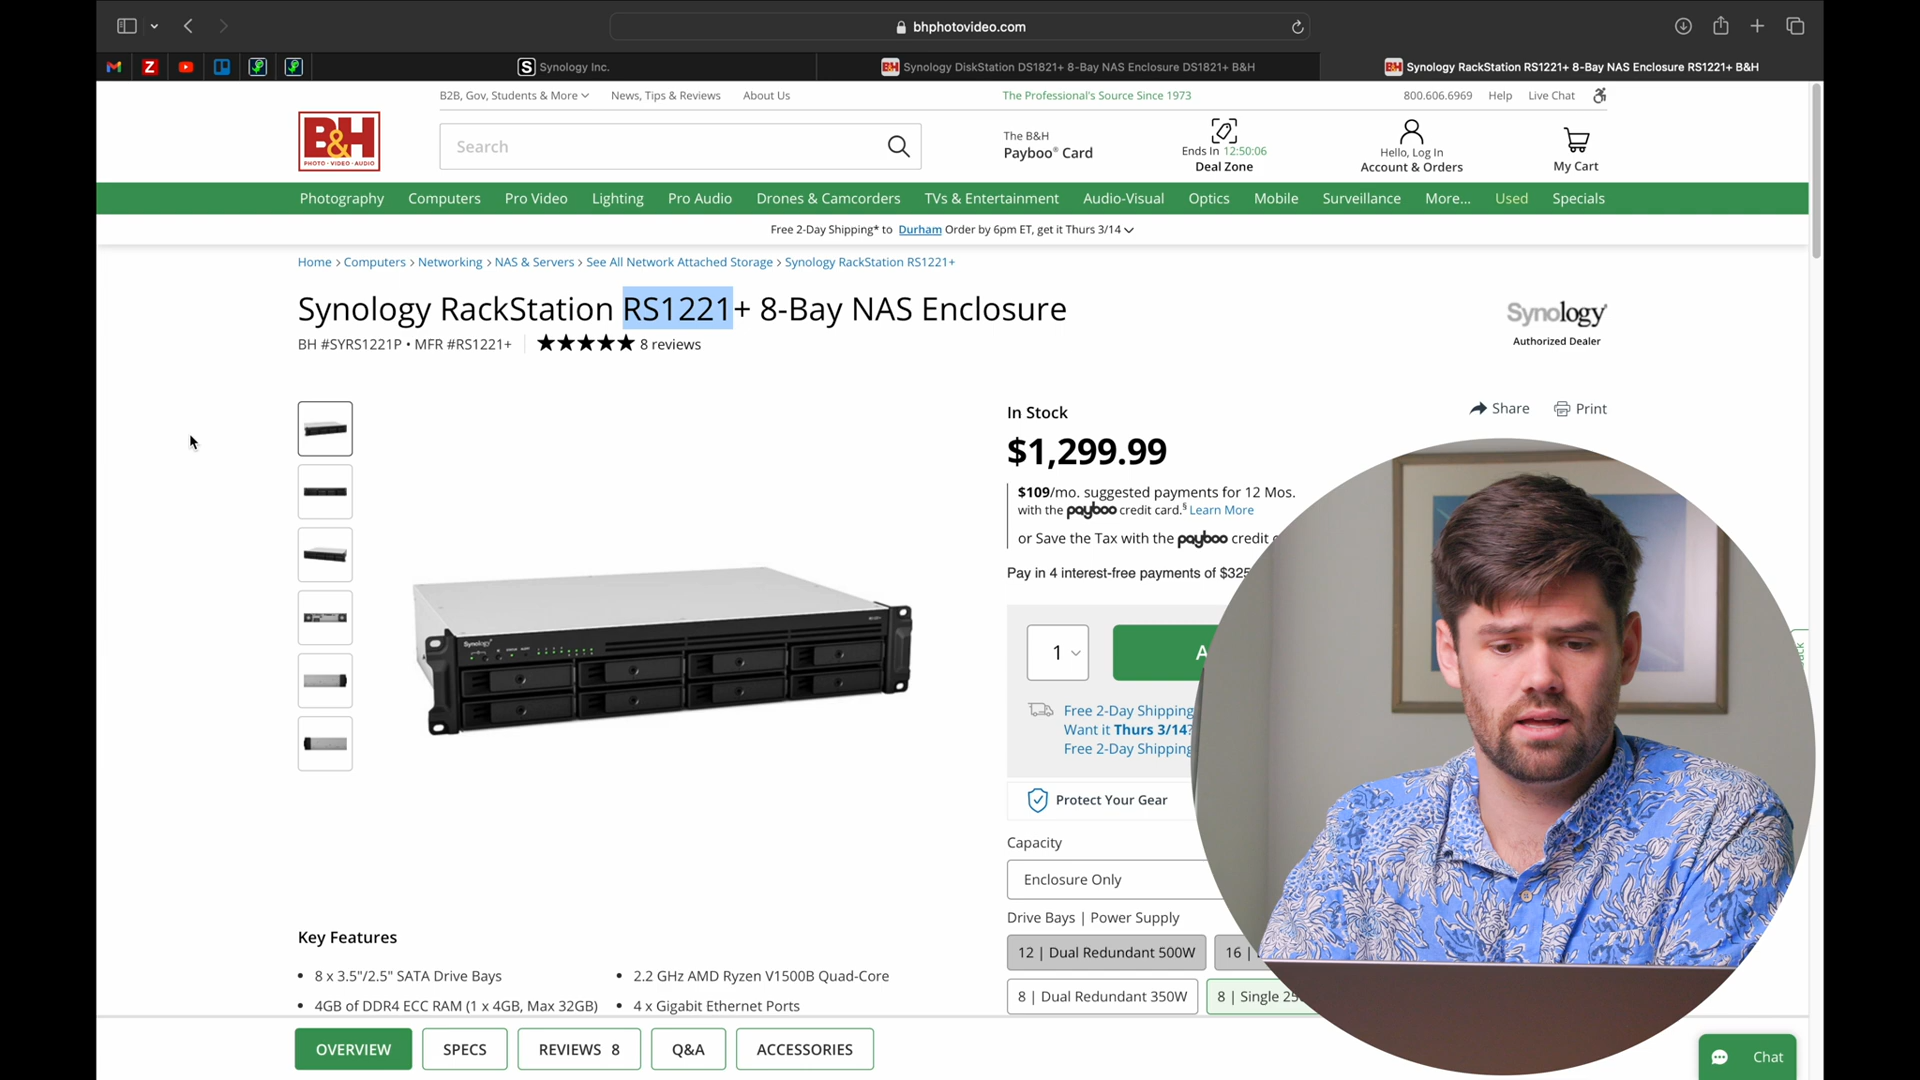 bhphotovideo.com
Synology Inc.
B&H Synology DiskStation DS1821+ 8-Bay NAS Enclosure DS1821+ B&H
B&H Synology RackStation RS1221+ 8-Bay NAS Enclosure RS1221+ B&H
B2B, Gov, Students & More
News, Tips & Reviews
About Us
The Professional's Source Since 1973
800.606.6969
Help
Live Chat
B&H
PHOTO · VIDEO · AUDIO
Search
The B&H
Payboo® Card
Ends In 12:50:06
Deal Zone
Hello, Log In
Account & Orders
My Cart
Photography Computers Pro Video Lighting Pro Audio Drones & Camcorders TVs & Entertainment Audio-Visual Optics Mobile Surveillance More... Used Specials
Free 2-Day Shipping* to Durham Order by 6pm ET, get it Thurs 3/14
Home > Computers > Networking > NAS & Servers > See All Network Attached Storage > Synology RackStation RS1221+
Synology RackStation RS1221+ 8-Bay NAS Enclosure
BH #SYRS1221P • MFR #RS1221+
8 reviews
Synology
Authorized Dealer
In Stock
Share
Print
$1,299.99
$109/mo. suggested payments for 12 Mos.
with the payboo credit card.§ Learn More
or Save the Tax with the payboo credit
Pay in 4 interest-free payments of $325
Synology
1
A
Free 2-Day Shipping
Want it Thurs 3/14?
Free 2-Day Shipping
Protect Your Gear
Capacity
Enclosure Only
Drive Bays | Power Supply
12 | Dual Redundant 500W
16 |
8 | Dual Redundant 350W
8 | Single 25
Key Features
• 8 x 3.5"/2.5" SATA Drive Bays
• 4GB of DDR4 ECC RAM (1 x 4GB, Max 32GB)
• 2.2 GHz AMD Ryzen V1500B Quad-Core
• 4 x Gigabit Ethernet Ports
OVERVIEW
SPECS
REVIEWS 8
Q&A
ACCESSORIES
Chat